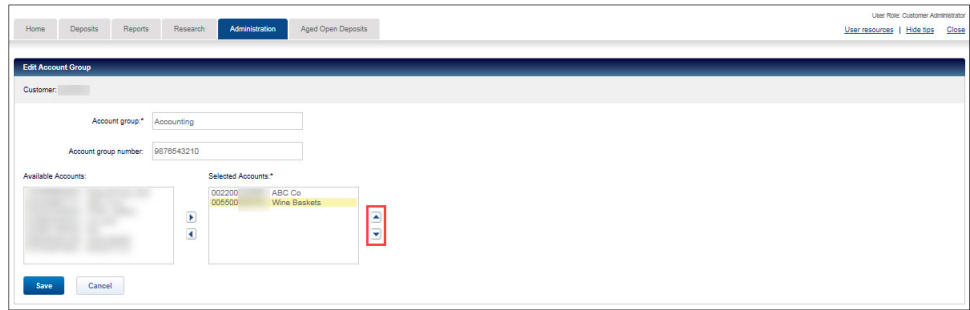 User Role: Customer Administrator
Home Deposits Reports Research Administration Aged Open Deposits
User resources | Hide tips Close
Edit Account Group
Customer:
Account group:* Accounting
Account group number: 9876543210
Available Accounts: Selected Accounts:*
002200 ABC Co
005500 Wine Baskets
Save Cancel